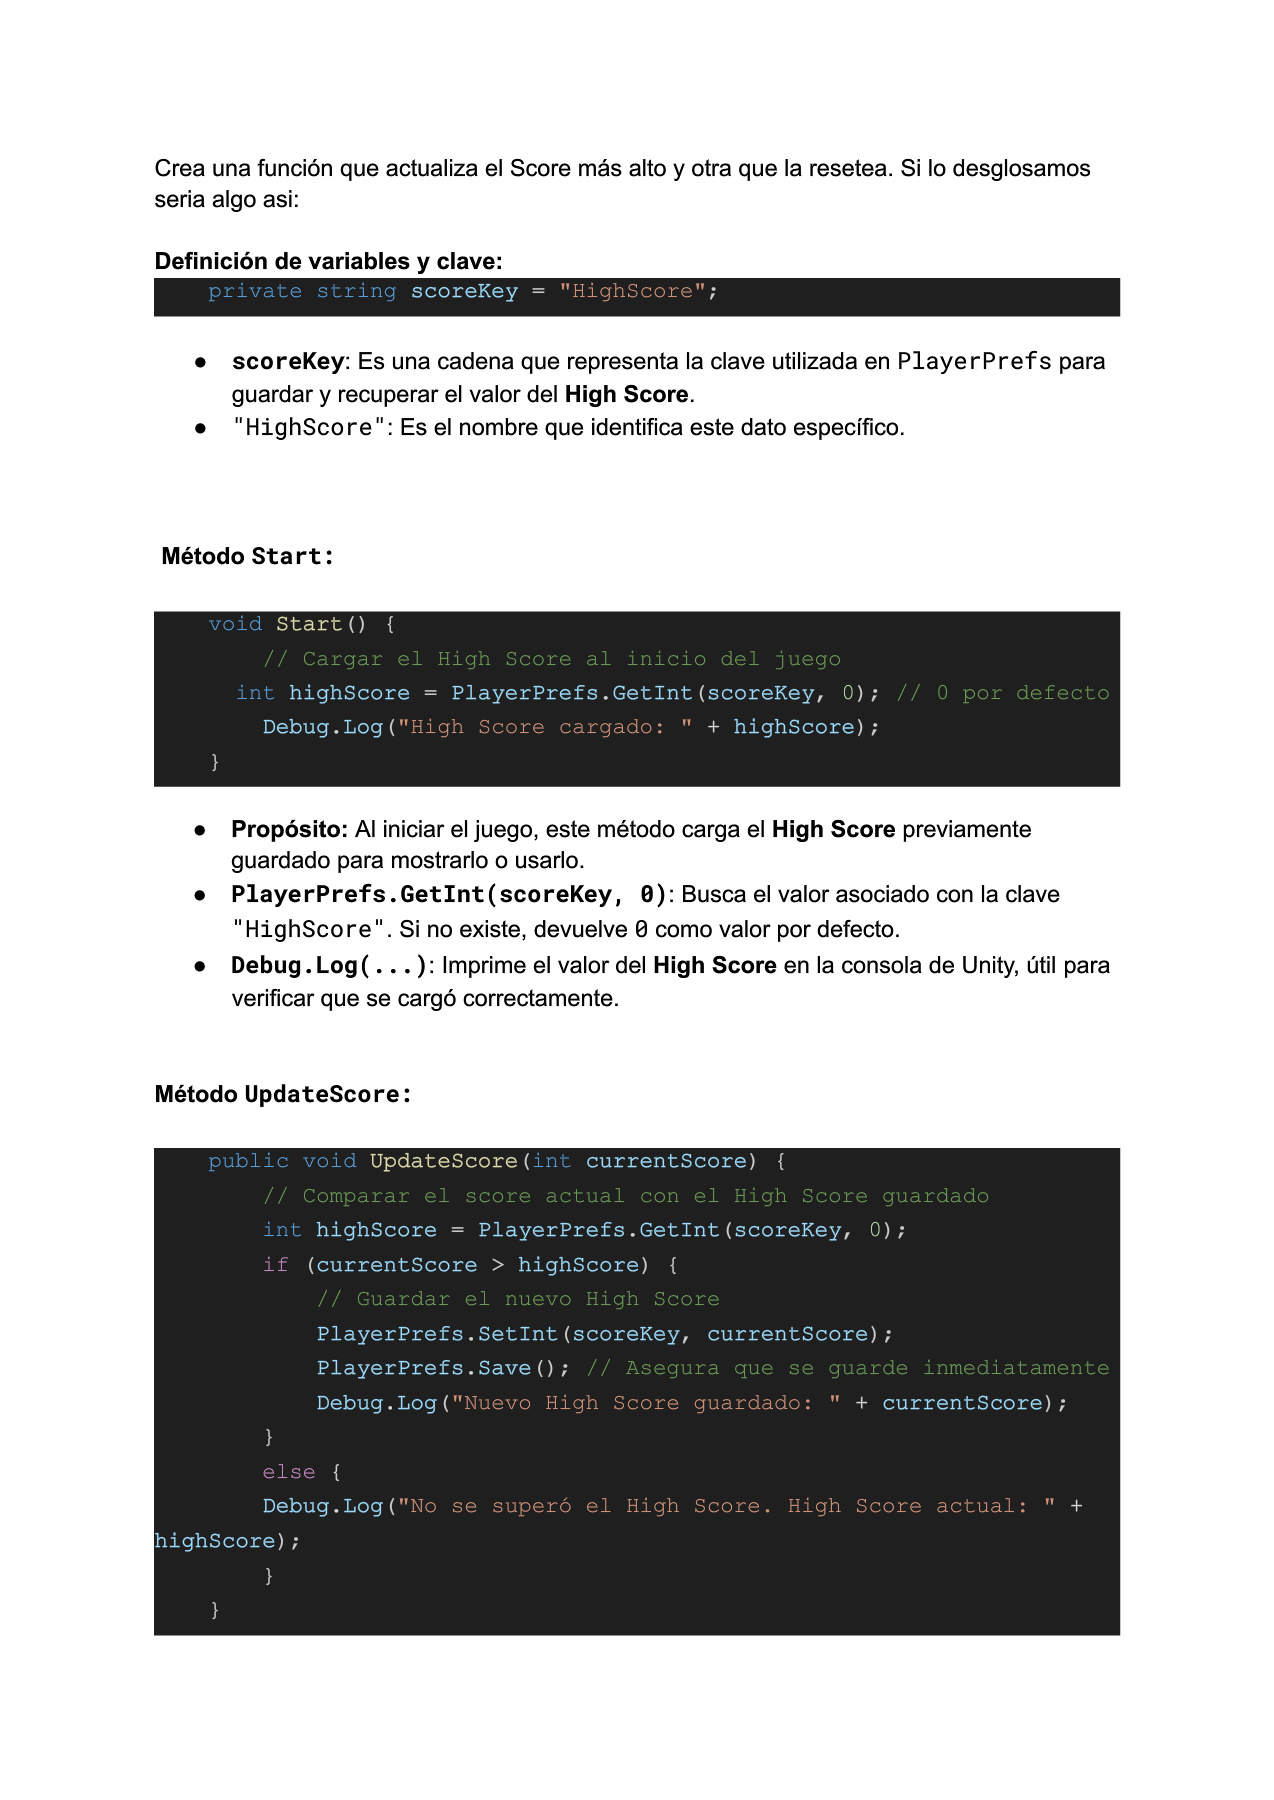 Crea una función que actualiza el Score más alto y otra que la resetea. Si lo desglosamos
seria algo asi:
Definición de variables y clave:
private string scoreKey = "HighScore";
● scoreKey: Es una cadena que representa la clave utilizada en PlayerPrefs para
guardar y recuperar el valor del High Score.
● "HighScore": Es el nombre que identifica este dato específico.
Método Start:
void Start() {
// Cargar el High Score al inicio del juego
int highScore = PlayerPrefs.GetInt(scoreKey, 0); // 0 por defecto
Debug.Log("High Score cargado: " + highScore);
}
● Propósito: Al iniciar el juego, este método carga el High Score previamente
guardado para mostrarlo o usarlo.
● PlayerPrefs.GetInt(scoreKey, 0): Busca el valor asociado con la clave
"HighScore". Si no existe, devuelve 0 como valor por defecto.
● Debug.Log(...): Imprime el valor del High Score en la consola de Unity, útil para
verificar que se cargó correctamente.
Método UpdateScore:
public void UpdateScore(int currentScore) {
// Comparar el score actual con el High Score guardado
int highScore = PlayerPrefs.GetInt(scoreKey, 0);
if (currentScore > highScore) {
// Guardar el nuevo High Score
PlayerPrefs.SetInt(scoreKey, currentScore);
PlayerPrefs.Save(); // Asegura que se guarde inmediatamente
Debug.Log("Nuevo High Score guardado: " + currentScore);
}
else {
Debug.Log("No se superó el High Score. High Score actual: " +
highScore);
}
}